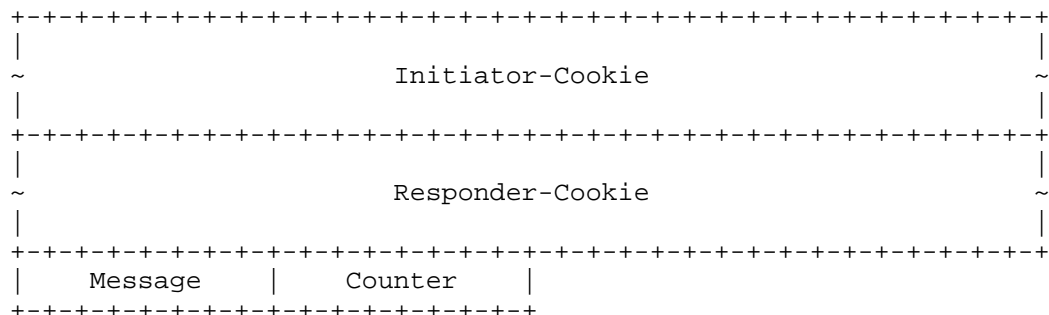 +-+-+-+-+-+-+-+-+-+-+-+-+-+-+-+-+-+-+-+-+-+-+-+-+-+-+-+-+-+-+-+-+
|                                                               |
~                       Initiator-Cookie                        ~
|                                                               |
+-+-+-+-+-+-+-+-+-+-+-+-+-+-+-+-+-+-+-+-+-+-+-+-+-+-+-+-+-+-+-+-+
|                                                               |
~                       Responder-Cookie                        ~
|                                                               |
+-+-+-+-+-+-+-+-+-+-+-+-+-+-+-+-+-+-+-+-+-+-+-+-+-+-+-+-+-+-+-+-+
|    Message    |    Counter    |
+-+-+-+-+-+-+-+-+-+-+-+-+-+-+-+-+